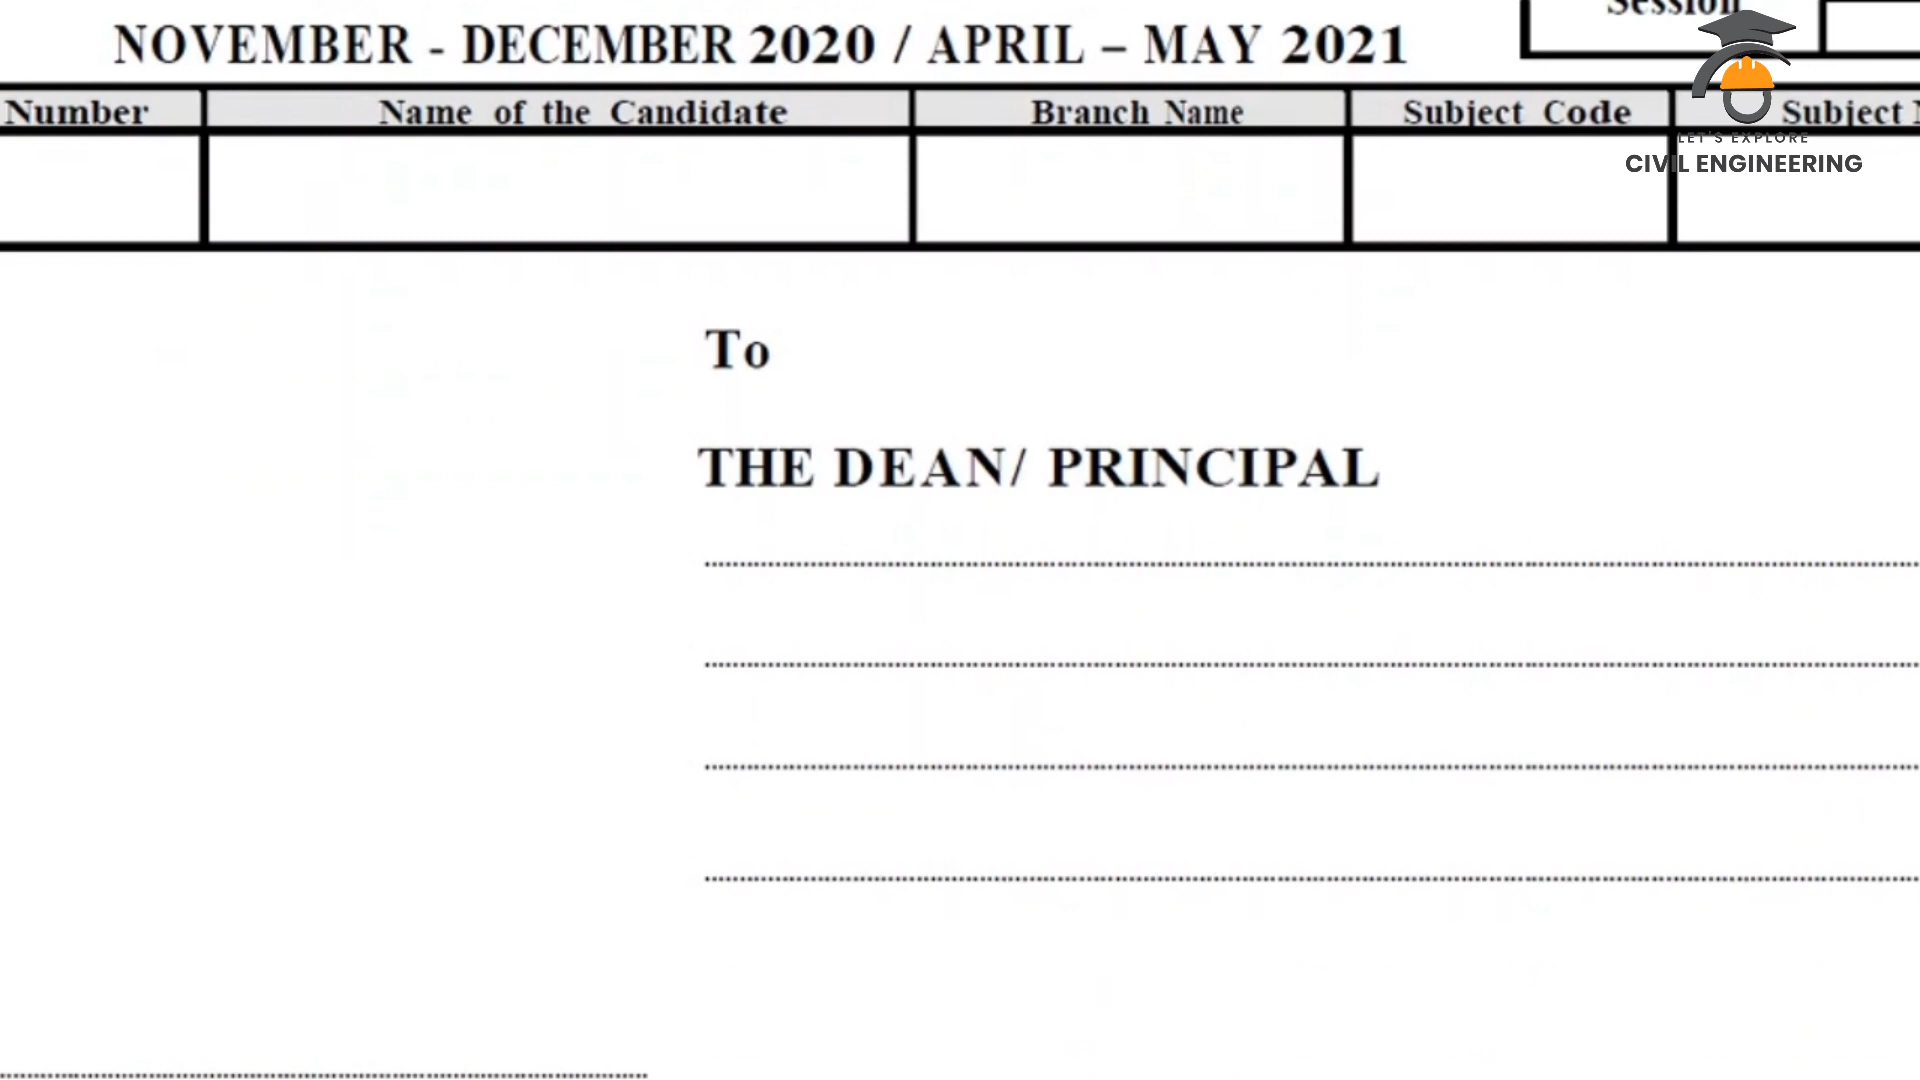 Session
NOVEMBER - DECEMBER 2020 / APRIL – MAY 2021
Number Name of the Candidate Branch Name Subject Code Subject
LET'S EXPLORE
CIVIL ENGINEERING
To
THE DEAN/ PRINCIPAL